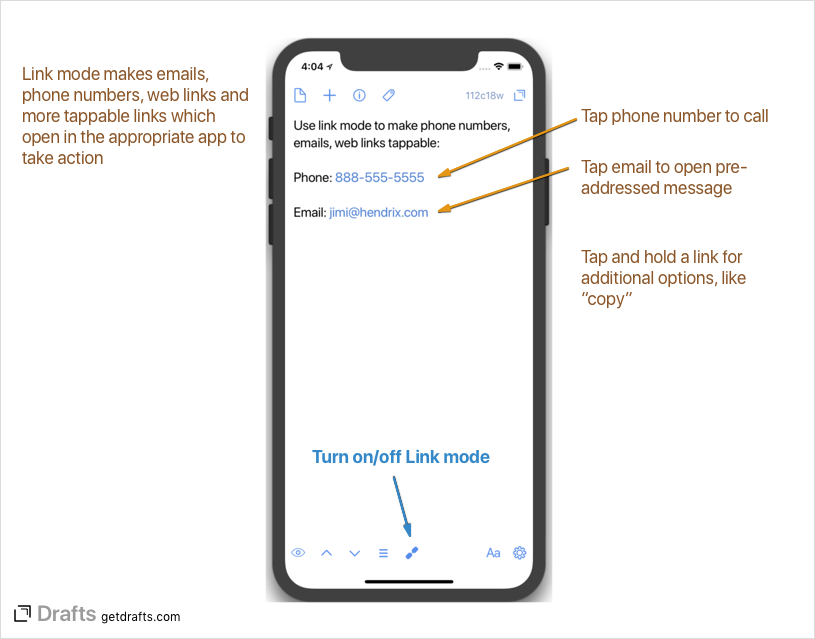 Link mode makes emails,
phone numbers, web links and
more tappable links which
open in the appropriate app to
take action
4:04
112c18w
Use link mode to make phone numbers,
emails, web links tappable:
Phone: 888-555-5555
Email: jimi@hendrix.com
Tap phone number to call
Tap email to open pre-
addressed message
Tap and hold a link for
additional options, like
“copy”
Turn on/off Link mode
Aa
Drafts getdrafts.com